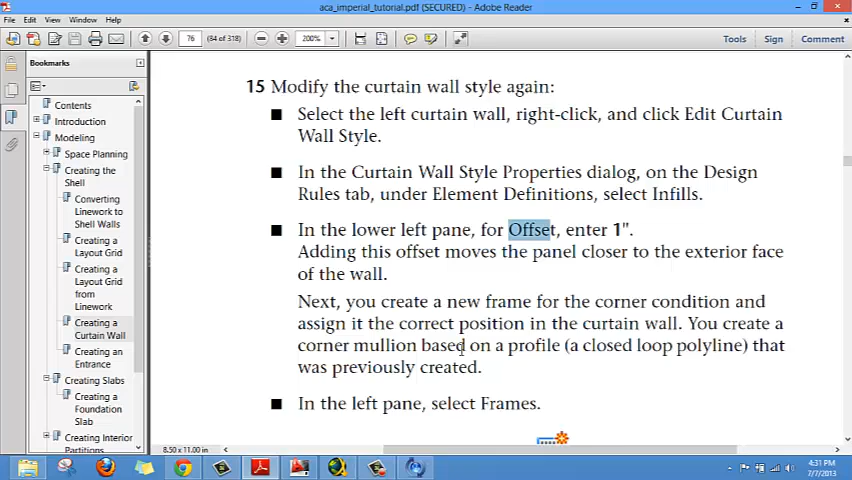 aca_imperial_tutorial.pdf (SECURED) - Adobe Reader
File Edit View Window Help
76 (84 of 318) 200% Tools Sign Comment
Bookmarks
Contents
Introduction
Modeling
Space Planning
Creating the
Shell
Converting
Linework to
Shell Walls
Creating a
Layout Grid
Creating a
Layout Grid
from
Linework
Creating a
Curtain Wall
Creating an
Entrance
Creating Slabs
Creating a
Foundation
Slab
Creating Interior
Partitions
15 Modify the curtain wall style again:
■ Select the left curtain wall, right-click, and click Edit Curtain
Wall Style.
■ In the Curtain Wall Style Properties dialog, on the Design
Rules tab, under Element Definitions, select Infills.
■ In the lower left pane, for Offset, enter 1".
Adding this offset moves the panel closer to the exterior face
of the wall.
Next, you create a new frame for the corner condition and
assign it the correct position in the curtain wall. You create a
corner mullion based on a profile (a closed loop polyline) that
was previously created.
■ In the left pane, select Frames.
8.50 x 11.00 in
4:31 PM
7/7/2013